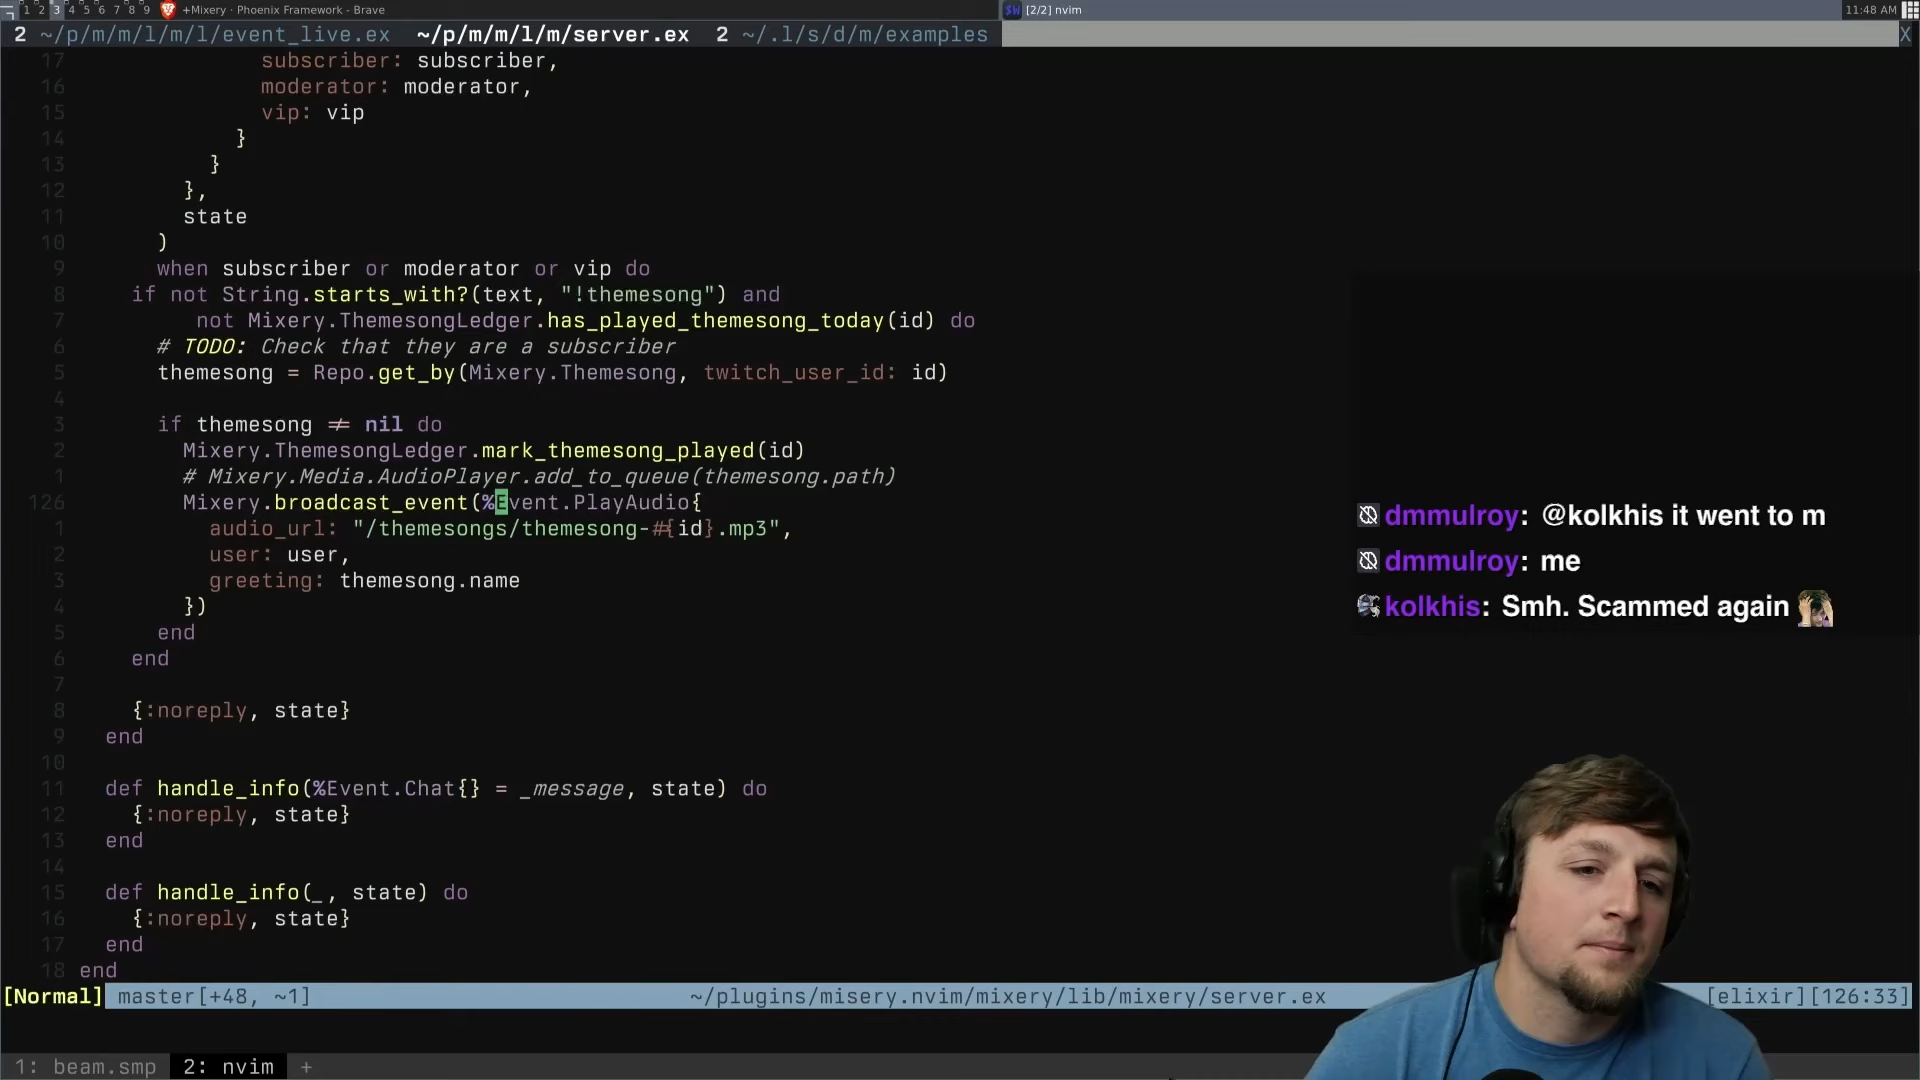 1 2 3 4 5 6 7 8 9 +Mixery · Phoenix Framework - Brave
[2/2] nvim
11:48 AM
2 ~/p/m/m/l/m/l/event_live.ex ~/p/m/m/l/m/server.ex 2 ~/.l/s/d/m/examples X
17 subscriber: subscriber,
16 moderator: moderator,
15 vip: vip
14 }
13 }
12 },
11 state
10 )
9 when subscriber or moderator or vip do
8 if not String.starts_with?(text, "!themesong") and
7 not Mixery.ThemesongLedger.has_played_themesong_today(id) do
6 # TODO: Check that they are a subscriber
5 themesong = Repo.get_by(Mixery.Themesong, twitch_user_id: id)
4
3 if themesong ≠ nil do
2 Mixery.ThemesongLedger.mark_themesong_played(id)
1 # Mixery.Media.AudioPlayer.add_to_queue(themesong.path)
126 Mixery.broadcast_event(%Event.PlayAudio{
1 audio_url: "/themesongs/themesong-#{id}.mp3",
2 user: user,
3 greeting: themesong.name
4 })
5 end
6 end
7
8 {:noreply, state}
9 end
10
11 def handle_info(%Event.Chat{} = _message, state) do
12 {:noreply, state}
13 end
14
15 def handle_info(_, state) do
16 {:noreply, state}
17 end
18 end
dmmulroy: @kolkhis it went to m
dmmulroy: me
kolkhis: Smh. Scammed again
[Normal] master[+48, ~1] ~/plugins/misery.nvim/mixery/lib/mixery/server.ex [elixir][126:33]
1: beam.smp 2: nvim +